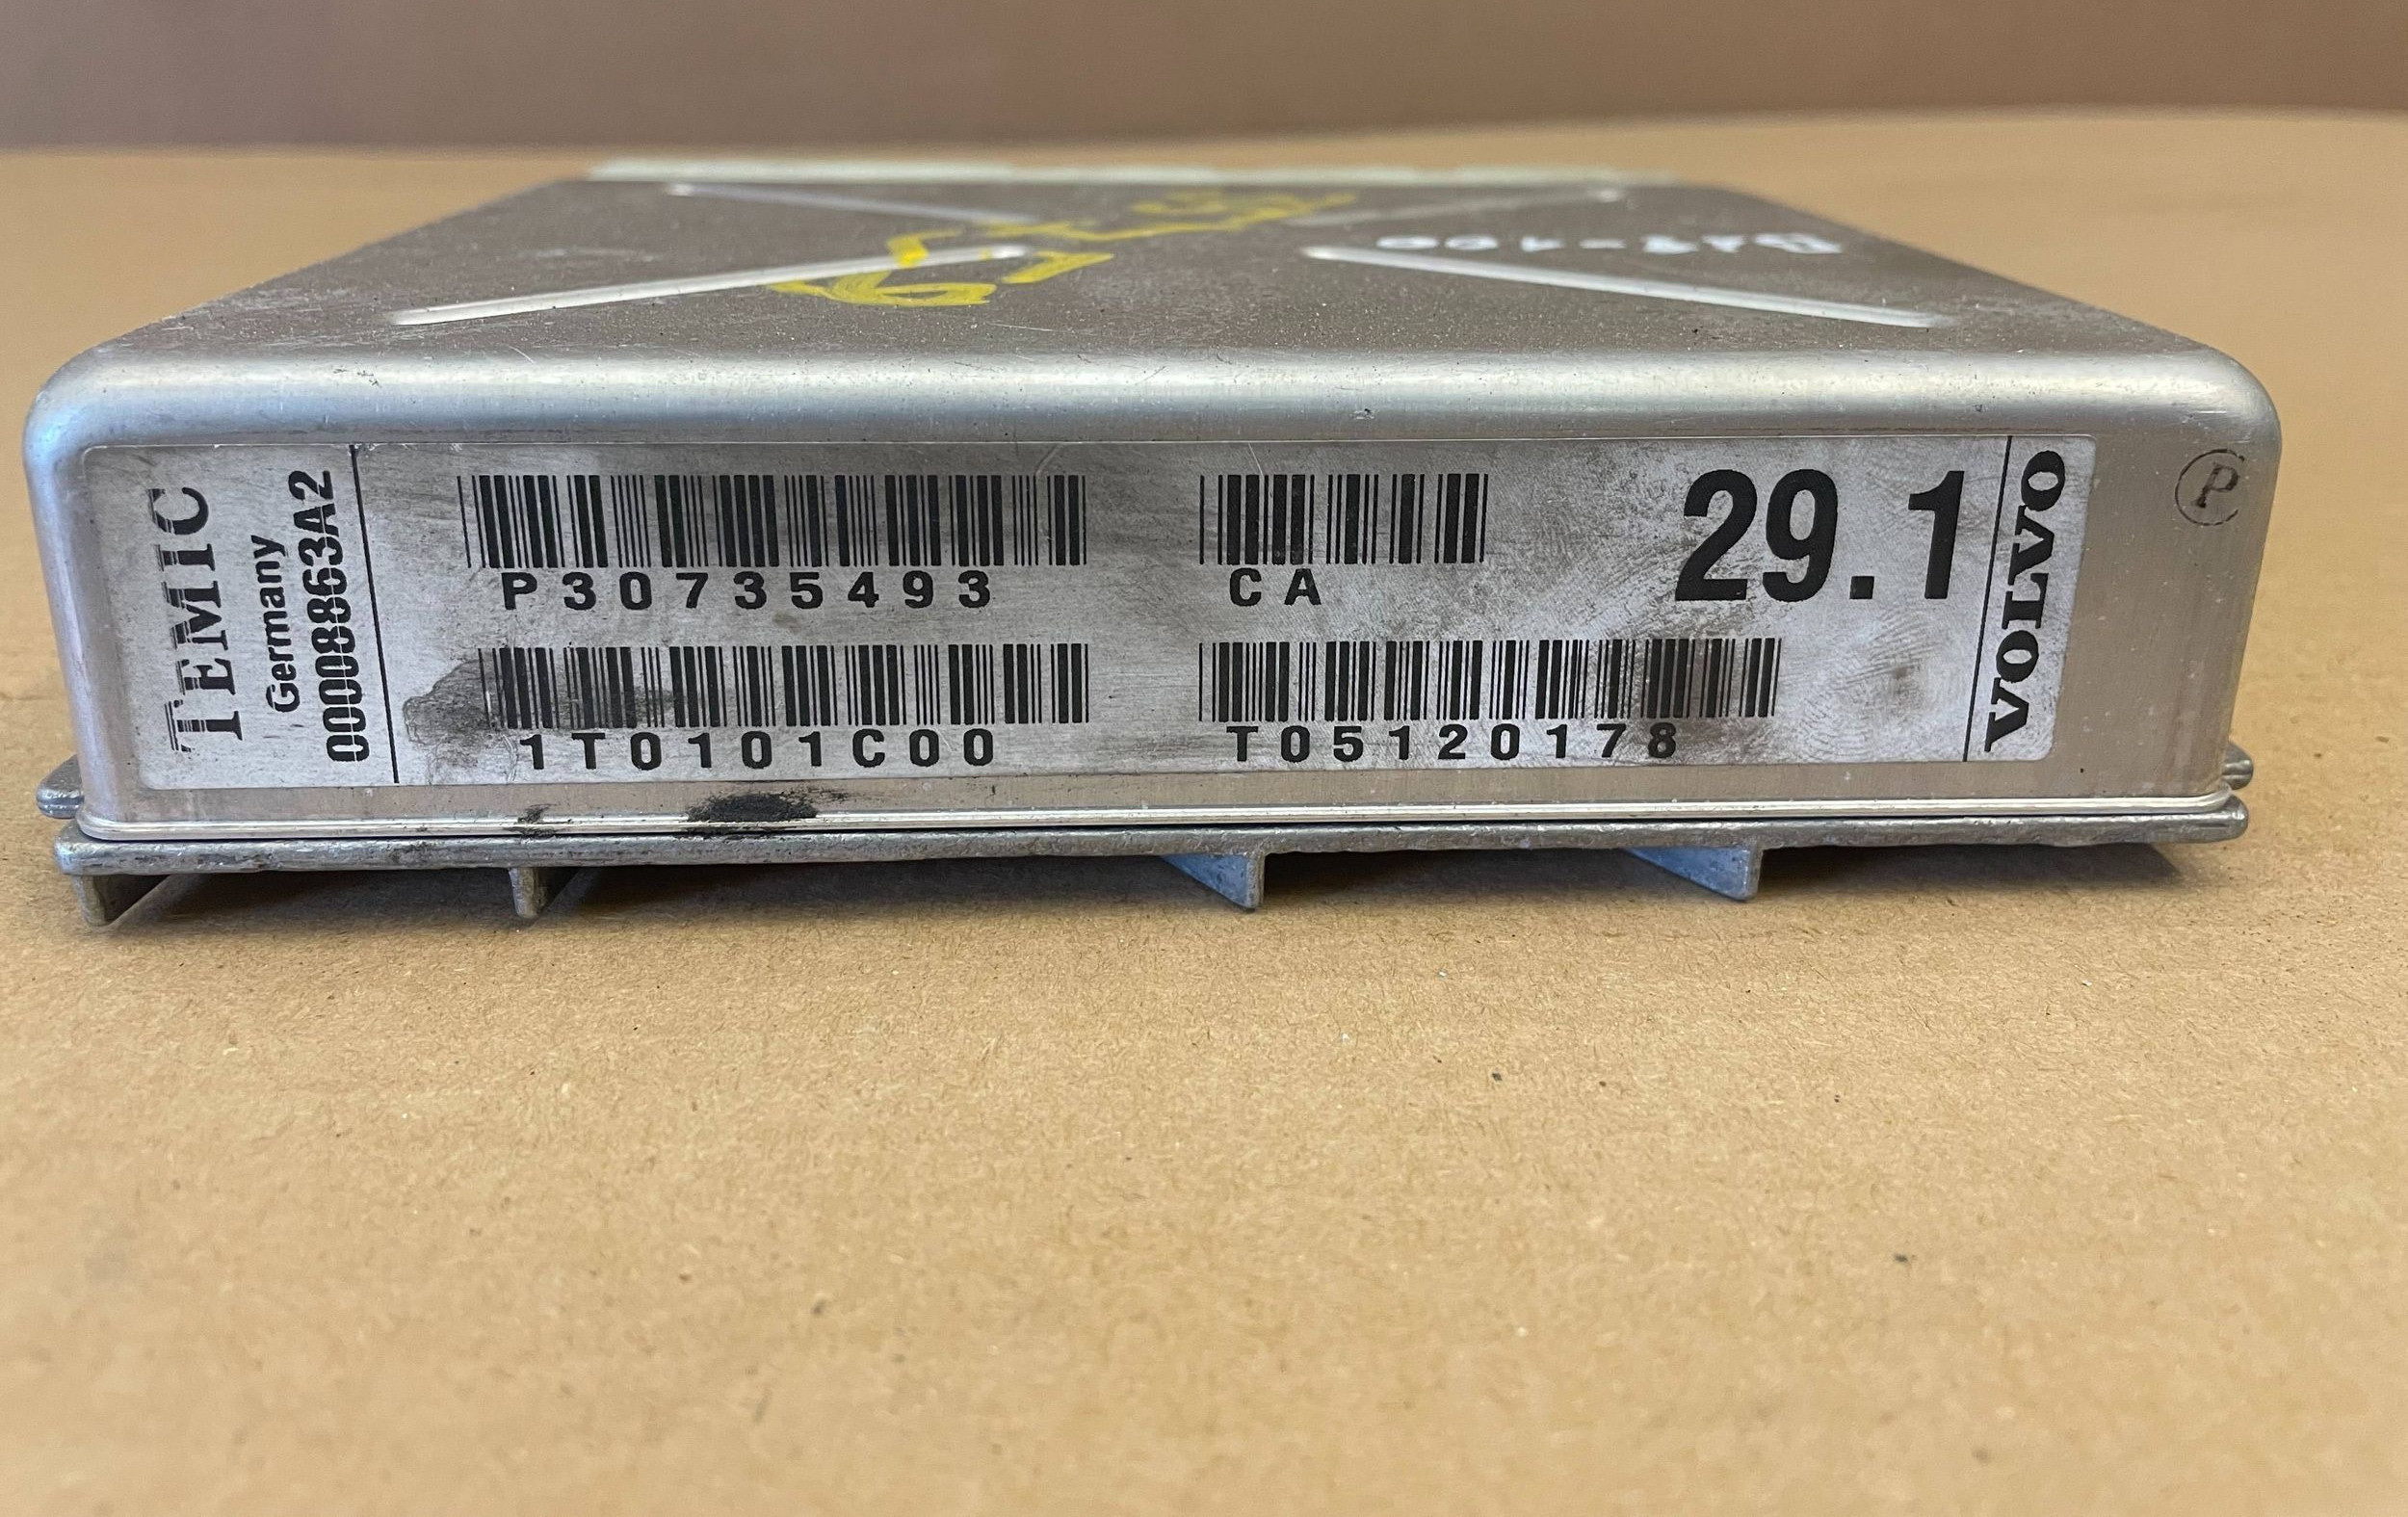 TEMIC
Germany
00008863A2
P30735493
CA
29.1
1T0101C00
T05120178
VOLVO
P